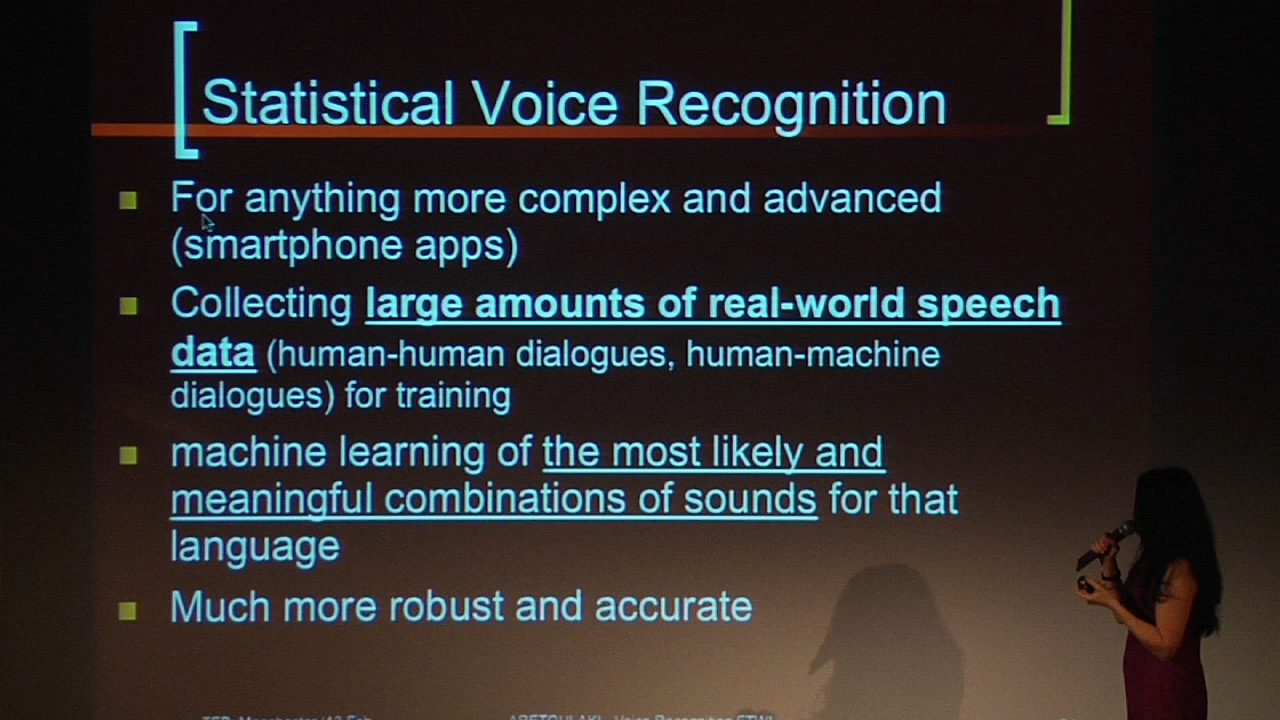 Statistical Voice Recognition
For anything more complex and advanced
(smartphone apps)
Collecting large amounts of real-world speech
data (human-human dialogues, human-machine
dialogues) for training
machine learning of the most likely and
meaningful combinations of sounds for that
language
Much more robust and accurate